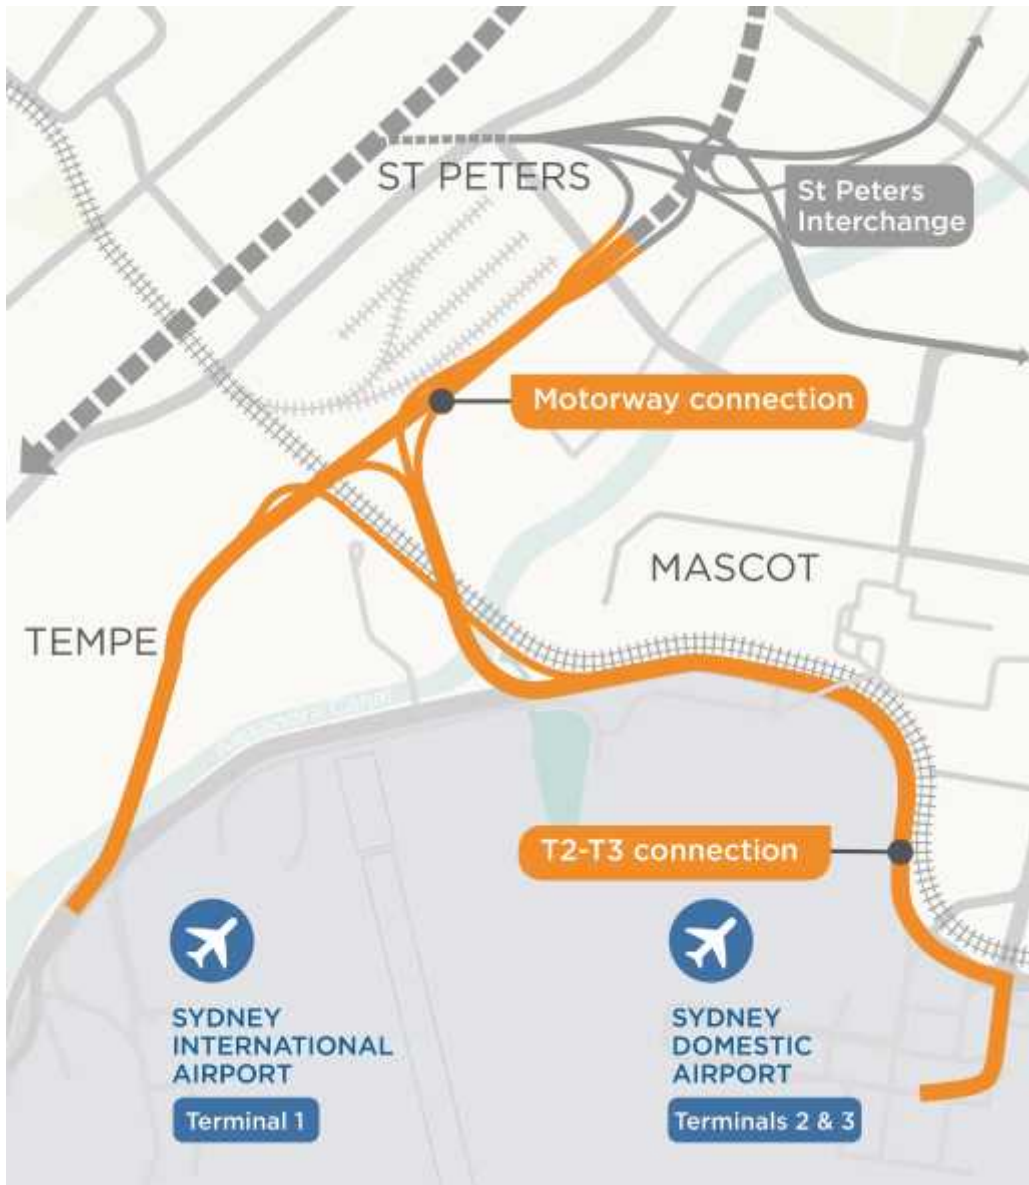 ST PETERS
St Peters
Interchange
Motorway connection
MASCOT
TEMPE
T2-T3 connection
SYDNEY
INTERNATIONAL
AIRPORT
Terminal 1
SYDNEY
DOMESTIC
AIRPORT
Terminals 2 & 3